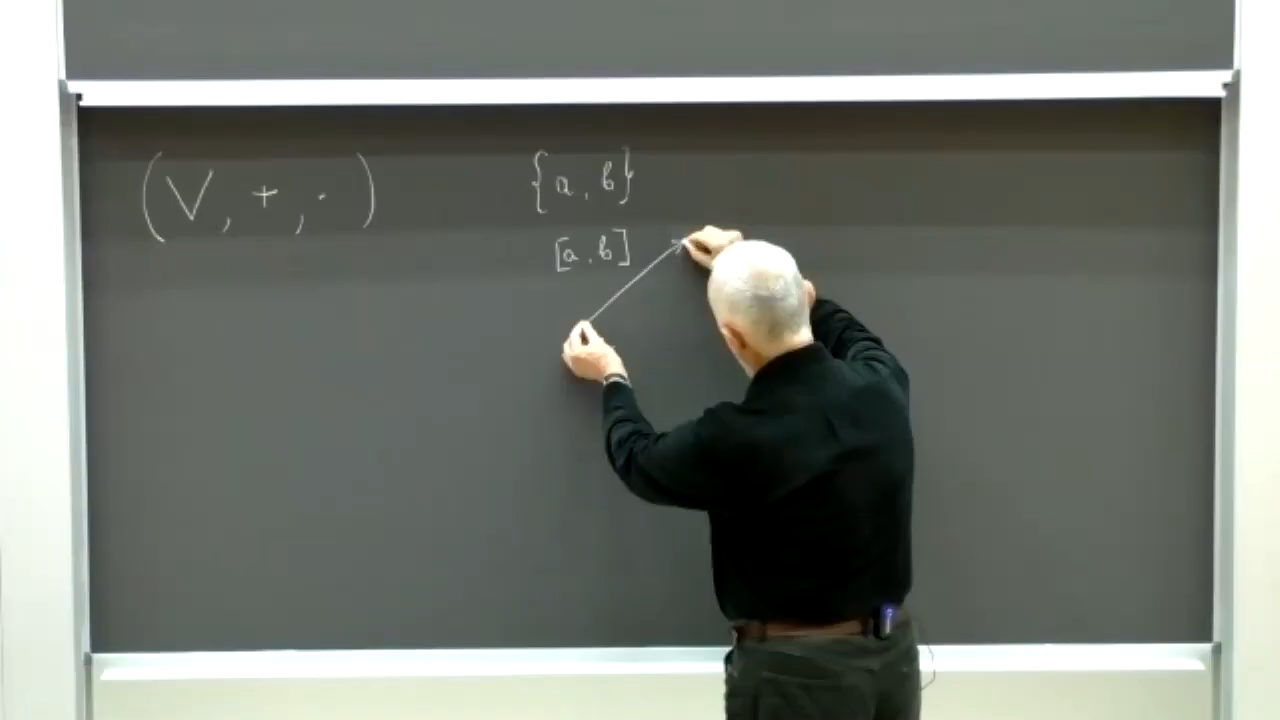 (V, +, ·)
{a, b}
[a, b]